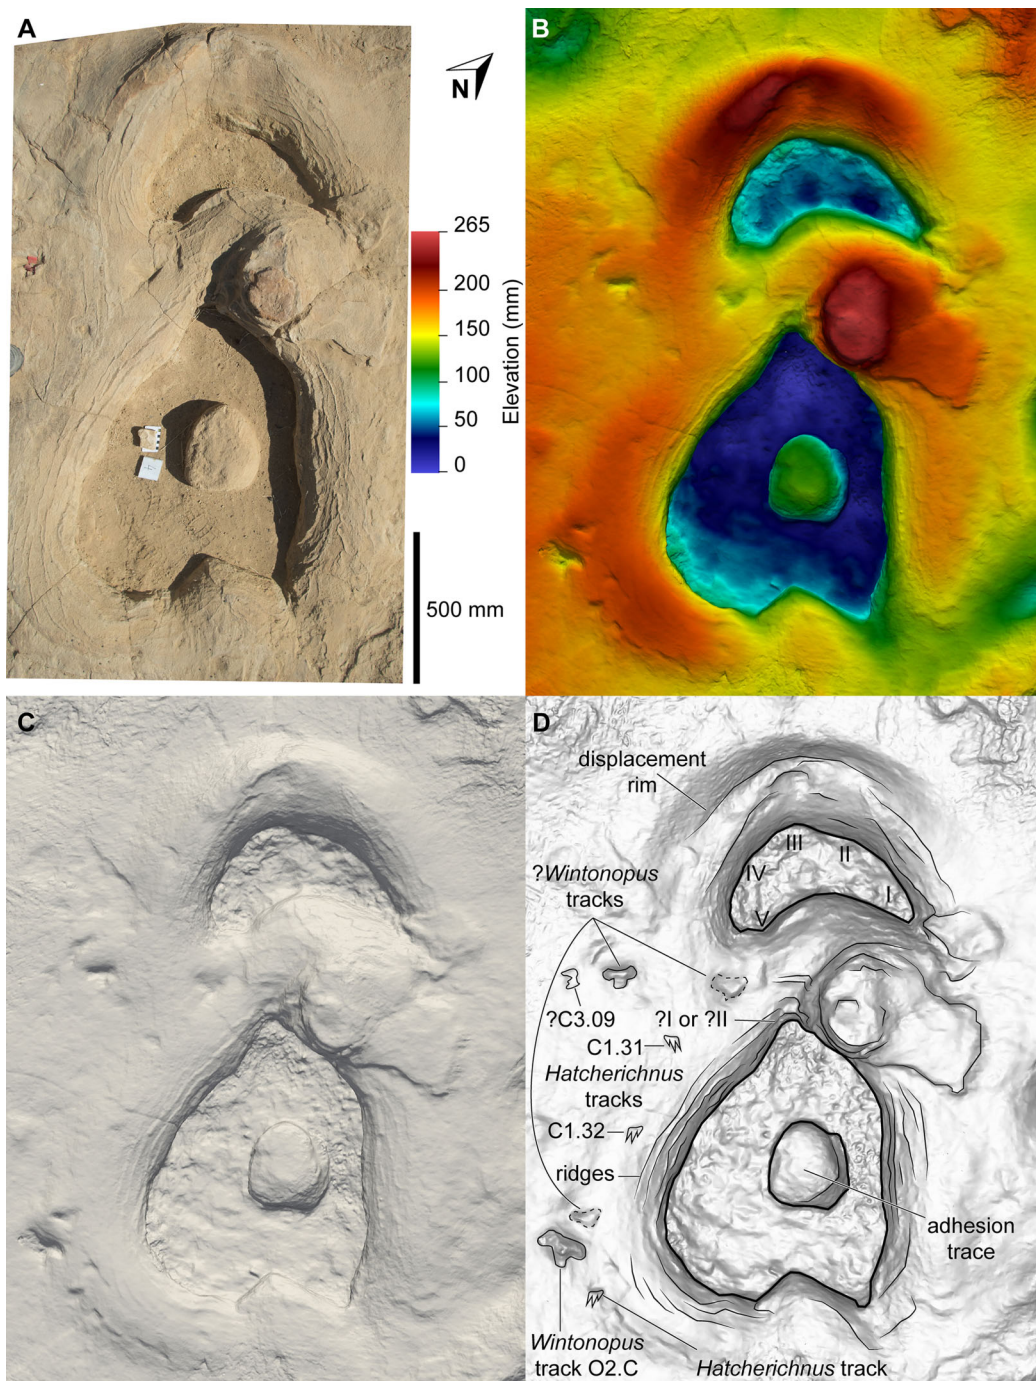 A
N
B
265
200
150
100
50
0
Elevation (mm)
500 mm
C
D
displacement
rim
III
II
IV
I
V
?Wintonopus
tracks
?C3.09
?I or ?II
C1.31
Hatcherichnus
tracks
C1.32
ridges
adhesion
trace
Wintonopus
track O2.C
Hatcherichnus track